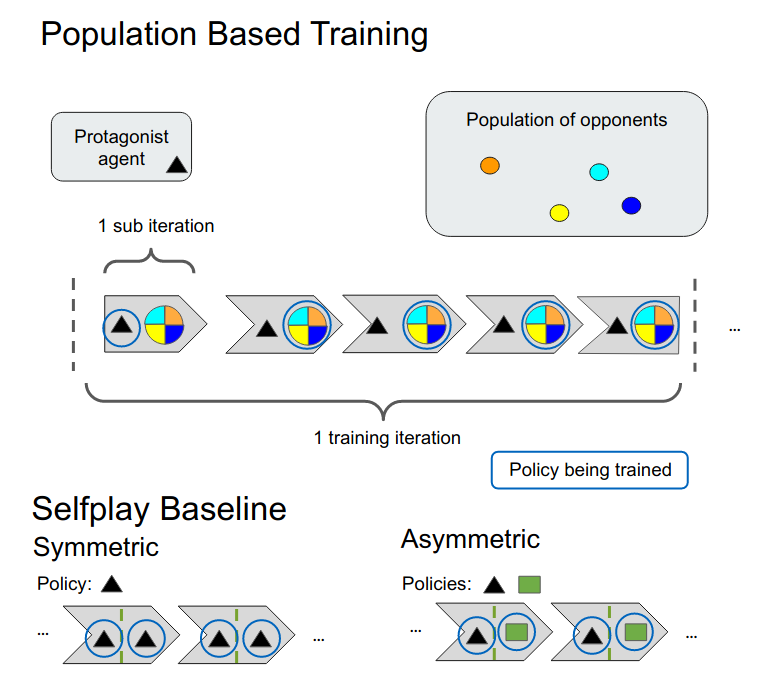 Population Based Training
Protagonist
agent
Population of opponents
1 sub iteration
...
1 training iteration
Policy being trained
Selfplay Baseline
Symmetric
Asymmetric
Policy:
Policies:
...
...
...
...